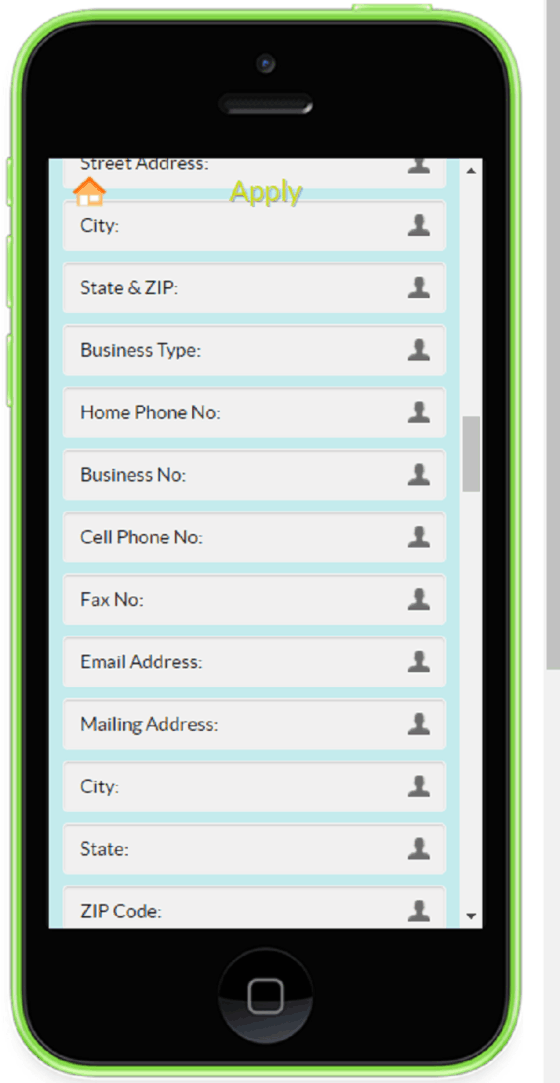 Street Address:
Apply
City:
State & ZIP:
Business Type:
Home Phone No:
Business No:
Cell Phone No:
Fax No:
Email Address:
Mailing Address:
City:
State:
ZIP Code: